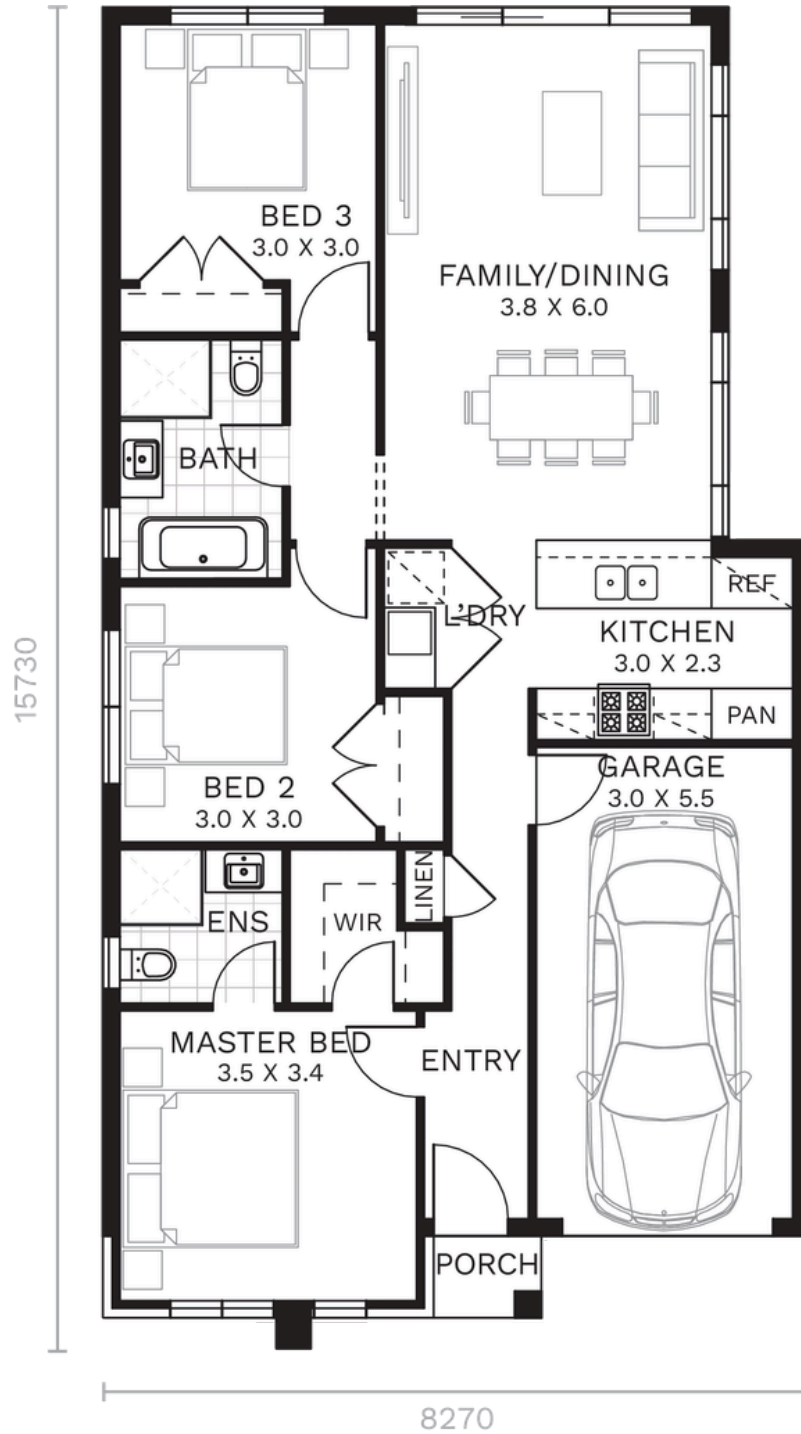 BED 3
3.0 X 3.0
FAMILY/DINING
3.8 X 6.0
BATH
L'DRY
REF
KITCHEN
3.0 X 2.3
PAN
15730
BED 2
3.0 X 3.0
GARAGE
3.0 X 5.5
LINEN
ENS
WIR
MASTER BED
3.5 X 3.4
ENTRY
PORCH
8270